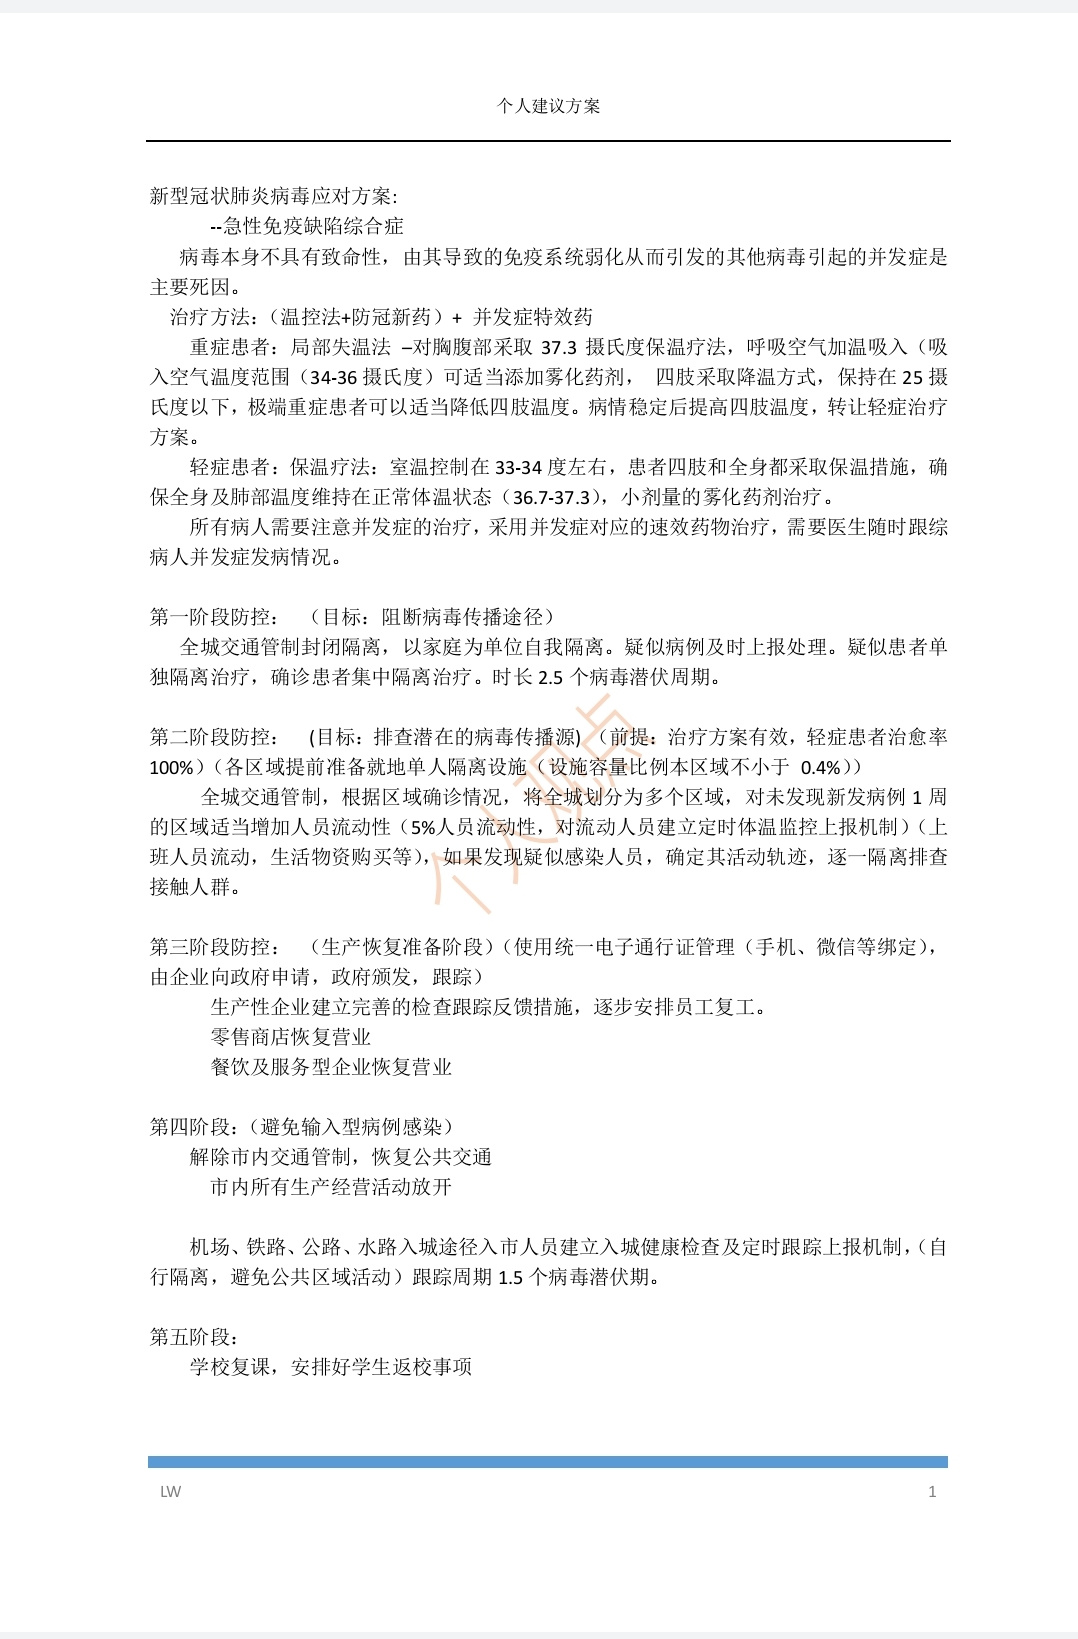 个人建议方案
新型冠状肺炎病毒应对方案:
--急性免疫缺陷综合症
病毒本身不具有致命性，由其导致的免疫系统弱化从而引发的其他病毒引起的并发症是
主要死因。
治疗方法：（温控法+防冠新药）+ 并发症特效药
重症患者：局部失温法 –对胸腹部采取 37.3 摄氏度保温疗法，呼吸空气加温吸入（吸
入空气温度范围（34-36 摄氏度）可适当添加雾化药剂， 四肢采取降温方式，保持在 25 摄
氏度以下，极端重症患者可以适当降低四肢温度。病情稳定后提高四肢温度，转让轻症治疗
方案。
轻症患者：保温疗法：室温控制在 33-34 度左右，患者四肢和全身都采取保温措施，确
保全身及肺部温度维持在正常体温状态（36.7-37.3），小剂量的雾化药剂治疗。
所有病人需要注意并发症的治疗，采用并发症对应的速效药物治疗，需要医生随时跟综
病人并发症发病情况。
第一阶段防控： （目标：阻断病毒传播途径）
全城交通管制封闭隔离，以家庭为单位自我隔离。疑似病例及时上报处理。疑似患者单
独隔离治疗，确诊患者集中隔离治疗。时长 2.5 个病毒潜伏周期。
第二阶段防控： (目标：排查潜在的病毒传播源) （前提：治疗方案有效，轻症患者治愈率
100%）（各区域提前准备就地单人隔离设施（设施容量比例本区域不小于 0.4%））
全城交通管制，根据区域确诊情况，将全城划分为多个区域，对未发现新发病例 1 周
的区域适当增加人员流动性（5%人员流动性，对流动人员建立定时体温监控上报机制）（上
班人员流动，生活物资购买等），如果发现疑似感染人员，确定其活动轨迹，逐一隔离排查
接触人群。
个人观点
第三阶段防控： （生产恢复准备阶段）（使用统一电子通行证管理（手机、微信等绑定），
由企业向政府申请，政府颁发，跟踪）
生产性企业建立完善的检查跟踪反馈措施，逐步安排员工复工。
零售商店恢复营业
餐饮及服务型企业恢复营业
第四阶段：（避免输入型病例感染）
解除市内交通管制，恢复公共交通
市内所有生产经营活动放开
机场、铁路、公路、水路入城途径入市人员建立入城健康检查及定时跟踪上报机制，（自
行隔离，避免公共区域活动）跟踪周期 1.5 个病毒潜伏期。
第五阶段：
学校复课，安排好学生返校事项
LW 1